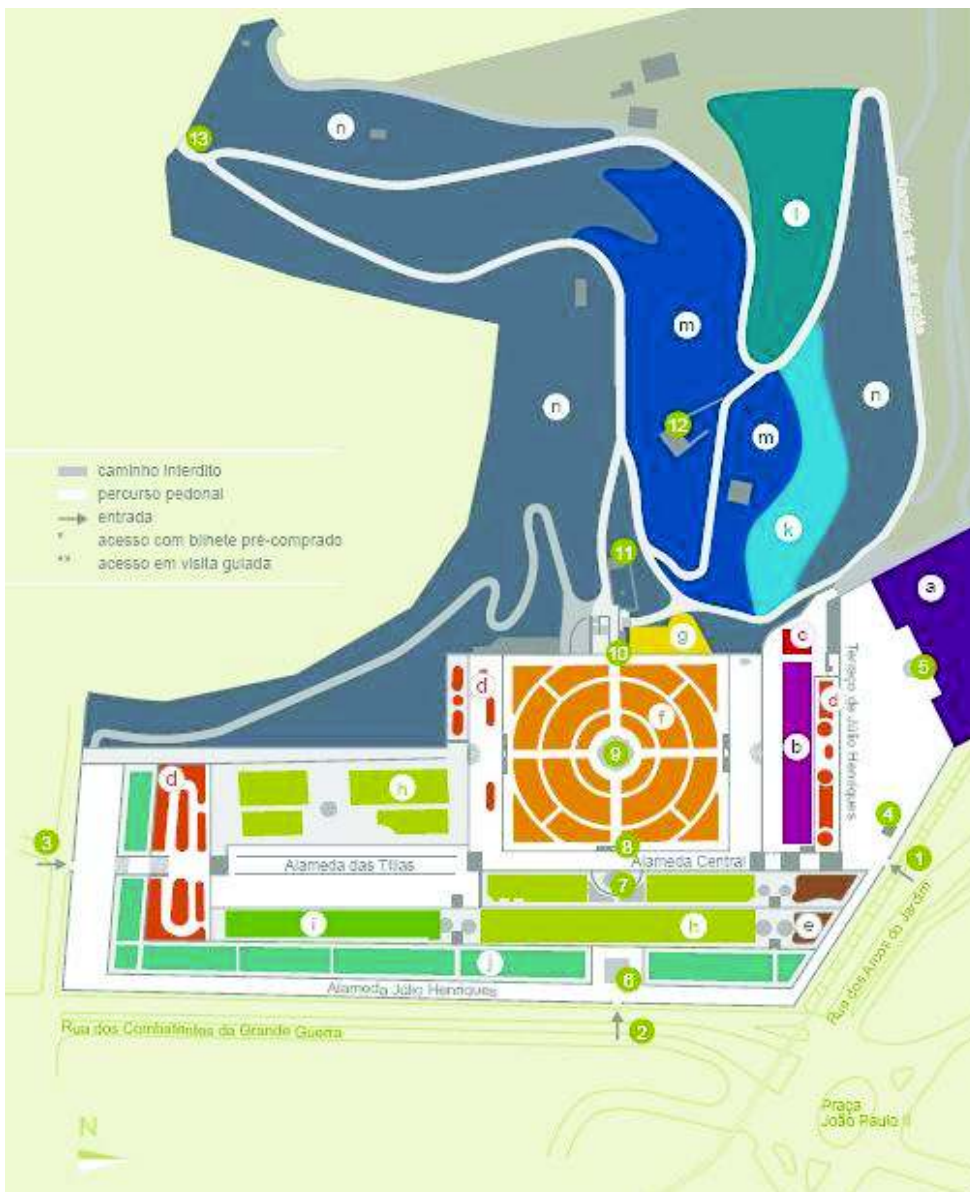 13
n
l
n
m
n
12
m
k
caminho interdito
percurso pedonal
entrada
* acesso com bilhete pré-comprado
** acesso em visita guiada
11
a
g
c
5
10
d
f
d
Terraço de Júlio Henriques
9
b
d
h
4
3
8
Alameda das Tílias
Alameda Central
1
7
i
h
e
j
6
Alameda Júlio Henriques
Rua dos Arcos do Jardim
Rua dos Combatentes da Grande Guerra
2
Praça
João Paulo II
N